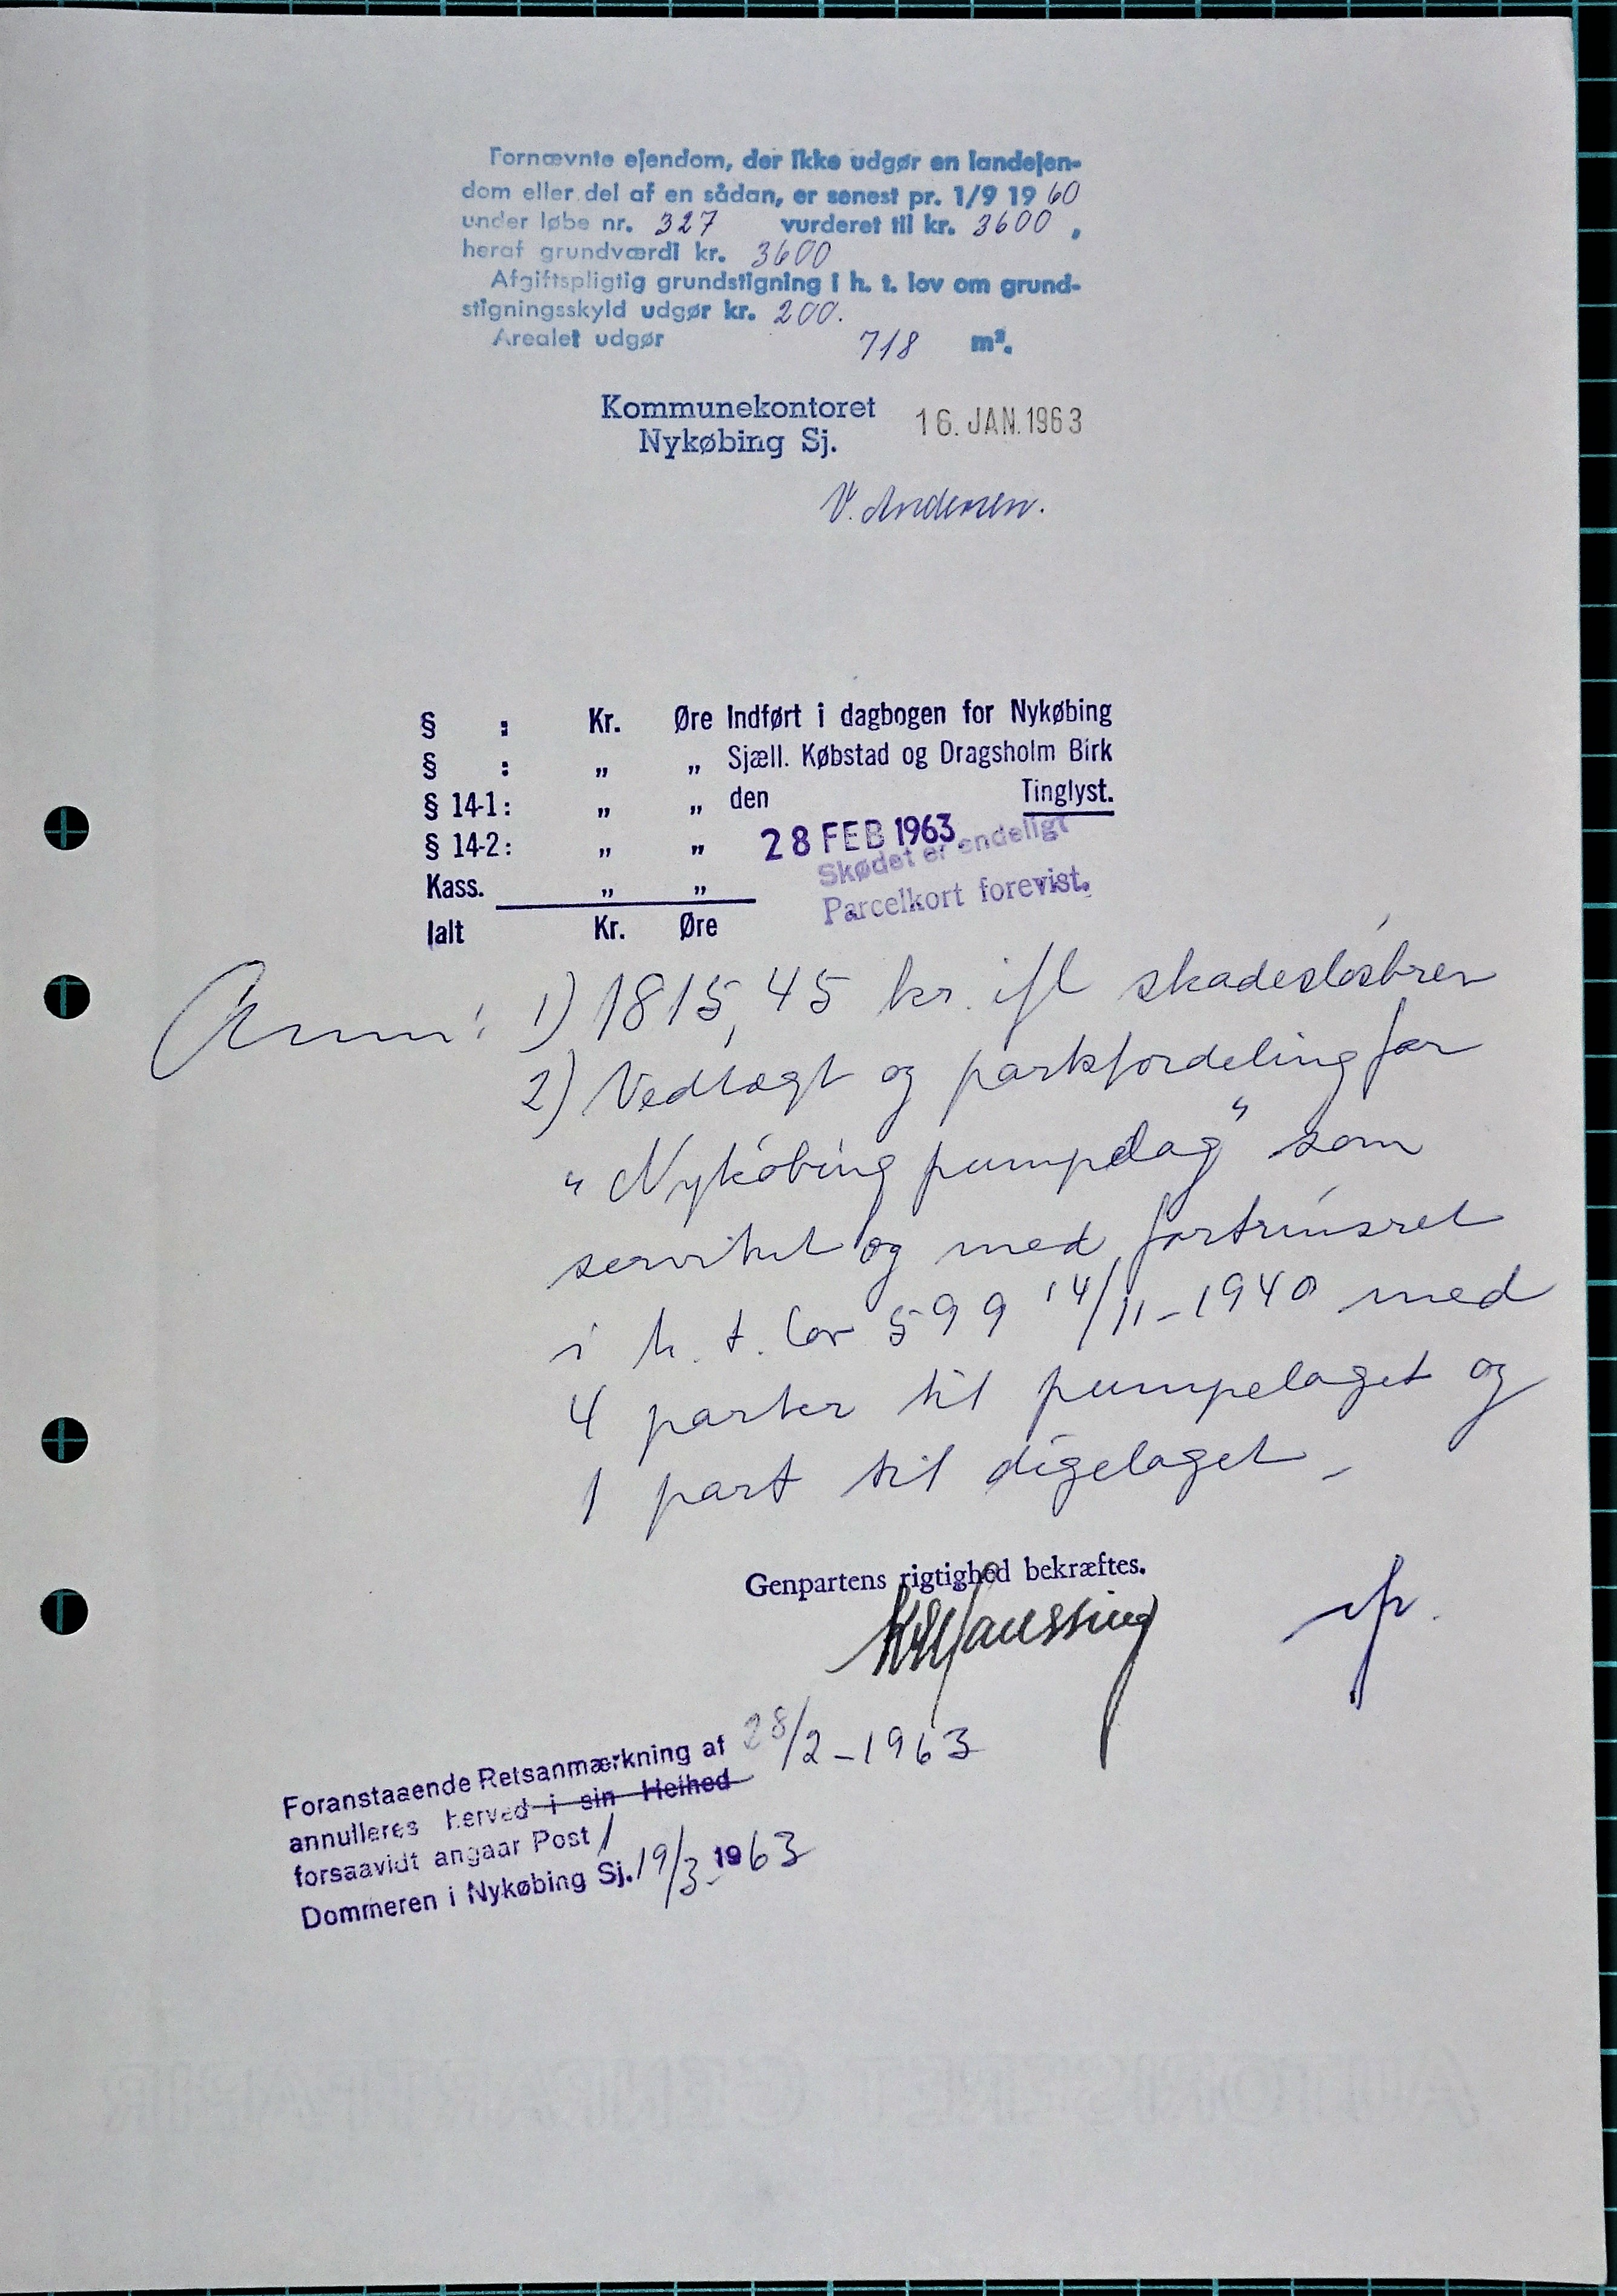 Fornævnte ejendom, der ikke udgør en landejen-
dom eller del af en sådan, er senest pr. 1/9 1960
under løbe nr. 327 vurderet til kr. 3600,
heraf grundværdi kr. 3600
Afgiftspligtig grundstigning i h. t. lov om grund-
stigningsskyld udgør kr. 200.
Arealet udgør 718 m².
Kommunekontoret
Nykøbing Sj.
16. JAN. 1963
V. Andersen.
§ : Kr. Øre Indført i dagbogen for Nykøbing
§ : „ „ Sjæll. Købstad og Dragsholm Birk
§ 14-1: „ „ den Tinglyst.
§ 14-2: „ „ 28 FEB 1963
Skødet er endeligt
Kass. „ „
Parcelkort forevist.
Ialt Kr. Øre
Anm: 1) 1815,45 kr. ifl skadesløsbrev
2) Vedtægt og partsfordeling for
„Nykøbing pumpelag" som
servitut og med fortrinsret
i h. t. lov 599 14/11-1940 med
4 parter til pumpelaget og
1 part til digelaget –
Genpartens rigtighed bekræftes.
Foranstaaende Retsanmærkning af 28/2-1963
annulleres herved i sin Helhed
forsaavidt angaar Post 1
Dommeren i Nykøbing Sj. 19/3-1963
AUTORISERET GENPARTPAPIR